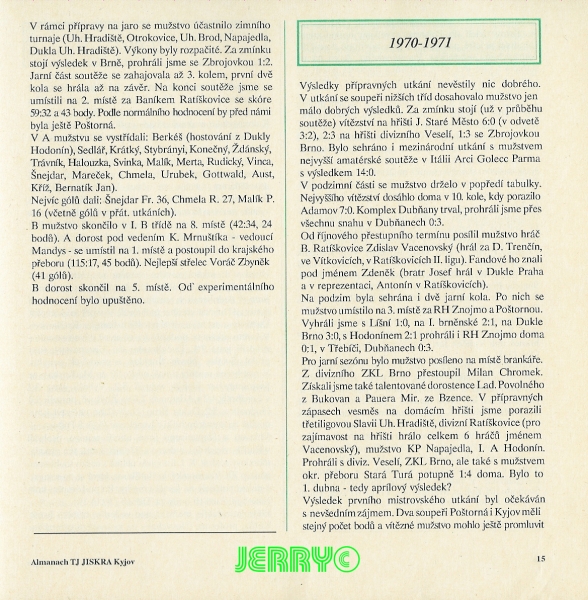 V rámci přípravy na jaro se mužstvo účastnilo zimního
turnaje (Uh. Hradiště, Otrokovice, Uh. Brod, Napajedla,
Dukla Uh. Hradiště). Výkony byly rozpačité. Za zmínku
stojí výsledek v Brně, prohráli jsme se Zbrojovkou 1:2.
Jarní část soutěže se zahajovala až 3. kolem, první dvě
kola se hrála až na závěr. Na konci soutěže jsme se
umístili na 2. místě za Baníkem Ratíškovice se skóre
59:32 a 43 body. Podle normálního hodnocení by před námi
byla ještě Poštorná.
V A mužstvu se vystřídali: Berkéš (hostování z Dukly
Hodonín), Sedlář, Krátký, Stybrányi, Konečný, Ždánský,
Trávník, Halouzka, Svinka, Malík, Merta, Rudický, Vinca,
Šnejdar, Mareček, Chmela, Urubek, Gottwald, Aust,
Kříž, Bernatík Jan).
Nejvíc gólů dali: Šnejdar Fr. 36, Chmela R. 27, Malík P.
16 (včetně gólů v přát. utkáních).
B mužstvo skončilo v I. B třídě na 8. místě (42:34, 24
bodů). A dorost pod vedením K. Mrnuštíka - vedoucí
Mandys - se umístil na 1. místě a postoupil do krajského
přeboru (115:17, 45 bodů). Nejlepší střelec Voráč Zbyněk
(41 gólů).
B dorost skončil na 5. místě. Od experimentálního
hodnocení bylo upuštěno.
1970-1971
Výsledky přípravných utkání nevěstily nic dobrého.
V utkání se soupeři nižších tříd dosahovalo mužstvo jen
málo dobrých výsledků. Za zmínku stojí (už v průběhu
soutěže) vítězství na hřišti J. Staré Město 6:0 (v odvetě
3:2), 2:3 na hřišti divizního Veselí, 1:3 se Zbrojovkou
Brno. Bylo sehráno i mezinárodní utkání s mužstvem
nejvyšší amatérské soutěže v Itálii Arci Golecc Parma
s výsledkem 14:0.
V podzimní části se mužstvo drželo v popředí tabulky.
Nejvyššího vítězství dosáhlo doma v 10. kole, kdy porazilo
Adamov 7:0. Komplex Dubňany trval, prohráli jsme přes
všechnu snahu v Dubňanech 0:3.
Od říjnového přestupního termínu posílil mužstvo hráč
B. Ratíškovice Zdislav Vacenovský (hrál za D. Trenčín,
ve Vítkovicích, v Ratíškovicích II. ligu). Fandové ho znali
pod jménem Zdeněk (bratr Josef hrál v Dukle Praha
a v reprezentaci, Antonín v Ratíškovicích).
Na podzim byla sehrána i dvě jarní kola. Po nich se
mužstvo umístilo na 3. místě za RH Znojmo a Poštornou.
Vyhráli jsme s Líšní 1:0, na I. brněnské 2:1, na Dukle
Brno 3:0, s Hodonínem 2:1 prohráli i RH Znojmo doma
0:1, v Třebíči, Dubňanech 0:3.
Pro jarní sezónu bylo mužstvo posíleno na místě brankáře.
Z divizního ZKL Brno přestoupil Milan Chromek.
Získali jsme také talentované dorostence Lad. Povolného
z Bukovan a Pauera Mir. ze Bzence. V přípravných
zápasech vesměs na domácím hřišti jsme porazili
třetiligovou Slavii Uh. Hradiště, divizní Ratíškovice (pro
zajímavost na hřišti hrálo celkem 6 hráčů jménem
Vacenovský), mužstvo KP Napajedla, I. A Hodonín.
Prohráli s diviz. Veselí, ZKL Brno, ale také s mužstvem
okr. přeboru Stará Turá potupně 1:4 doma. Bylo to
1. dubna - tedy aprílový výsledek?
Výsledek prvního mistrovského utkání byl očekáván
s nevšedním zájmem. Dva soupeři Poštorná i Kyjov měli
stejný počet bodů a vítězné mužstvo mohlo ještě promluvit
Almanach TJ JISKRA Kyjov
JERRY©
15